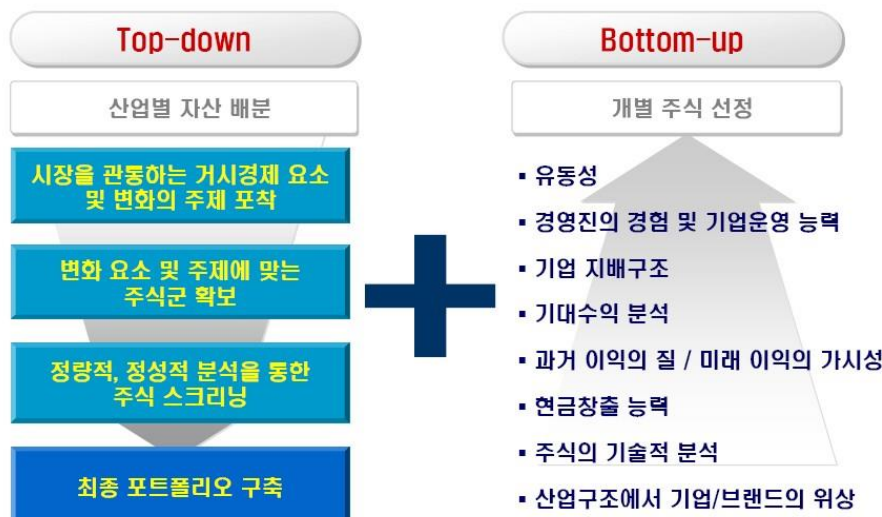 Top-down
산업별 자산 배분
시장을 관통하는 거시경제 요소
및 변화의 주제 포착
변화 요소 및 주제에 맞는
주식군 확보
정량적, 정성적 분석을 통한
주식 스크리닝
최종 포트폴리오 구축
Bottom-up
개별 주식 선정
▪ 유동성
▪ 경영진의 경험 및 기업운영 능력
▪ 기업 지배구조
▪ 기대수익 분석
▪ 과거 이익의 질 / 미래 이익의 가시성
▪ 현금창출 능력
▪ 주식의 기술적 분석
▪ 산업구조에서 기업/브랜드의 위상